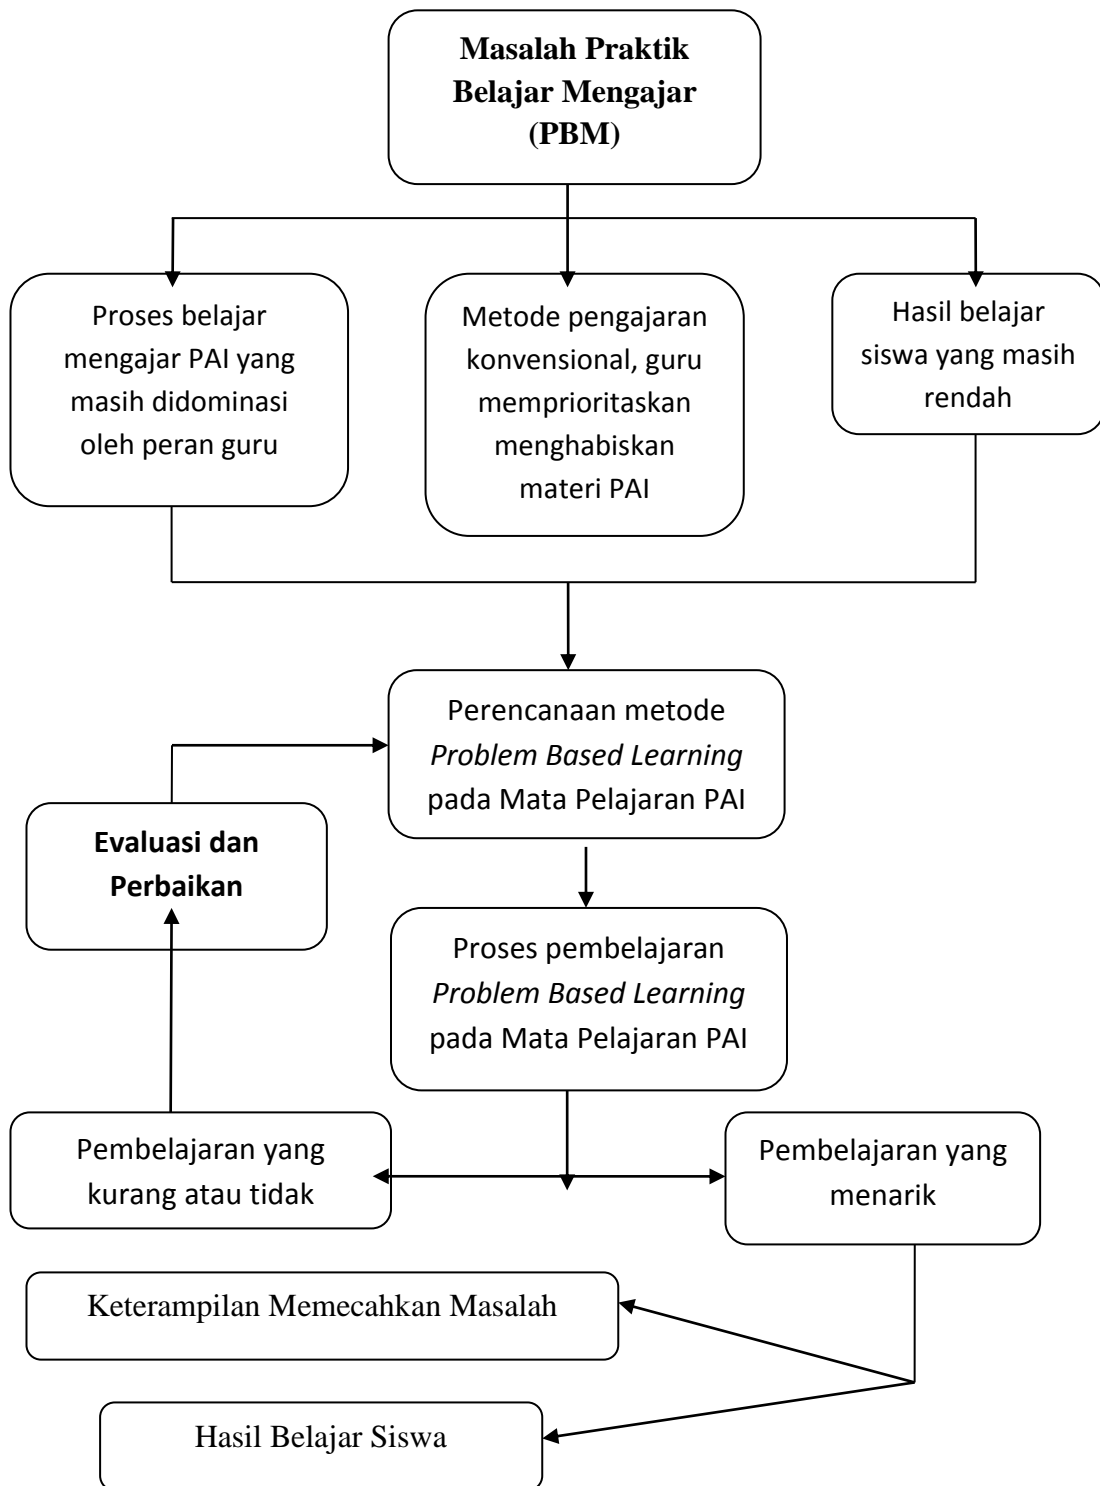 Masalah Praktik
Belajar Mengajar
(PBM)
Proses belajar
mengajar PAI yang
masih didominasi
oleh peran guru
Metode pengajaran
konvensional, guru
memprioritaskan
menghabiskan
materi PAI
Hasil belajar
siswa yang masih
rendah
Perencanaan metode
Problem Based Learning
pada Mata Pelajaran PAI
Evaluasi dan
Perbaikan
Proses pembelajaran
Problem Based Learning
pada Mata Pelajaran PAI
Pembelajaran yang
kurang atau tidak
Pembelajaran yang
menarik
Keterampilan Memecahkan Masalah
Hasil Belajar Siswa